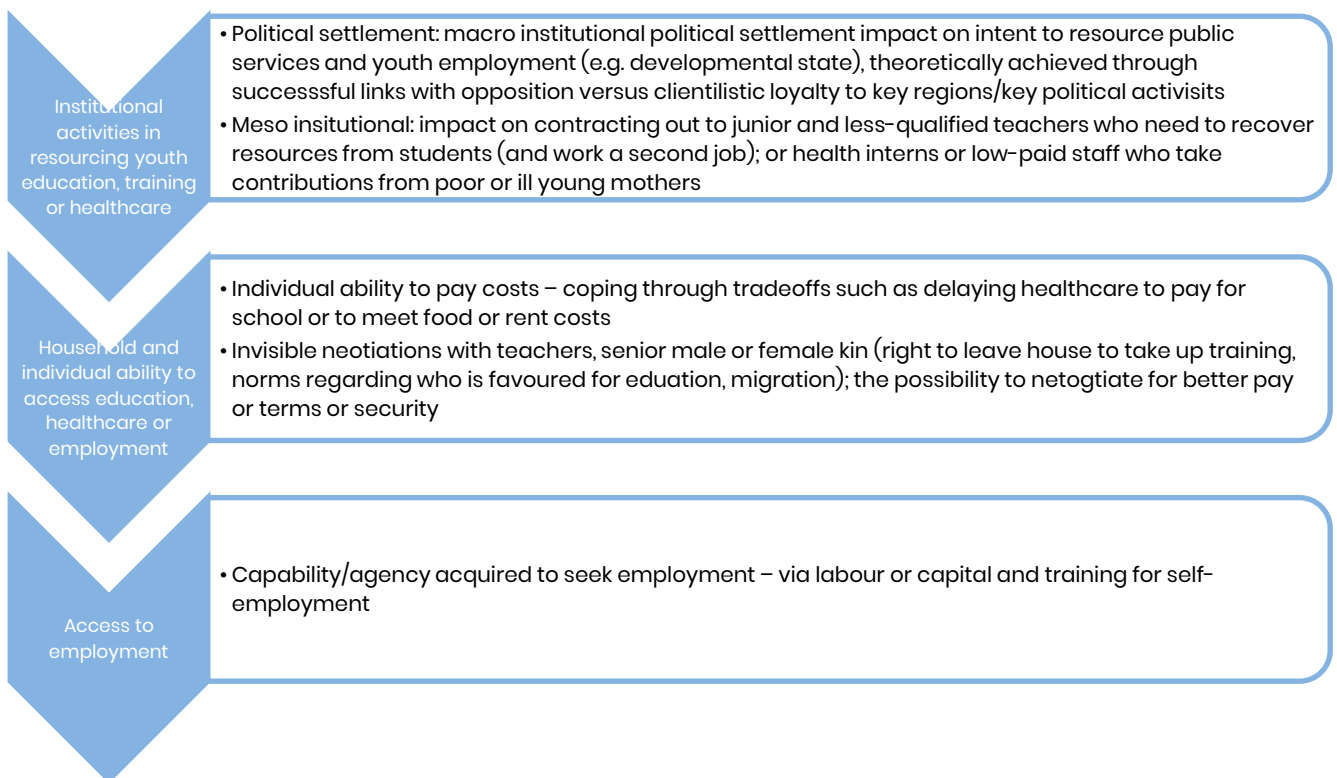 Institutional
activities in
resourcing youth
education, training
or healthcare
• Political settlement: macro institutional political settlement impact on intent to resource public
services and youth employment (e.g. developmental state), theoretically achieved through
successsful links with opposition versus clientilistic loyalty to key regions/key political activisits
• Meso insitutional: impact on contracting out to junior and less-qualified teachers who need to recover
resources from students (and work a second job); or health interns or low-paid staff who take
contributions from poor or ill young mothers
Household and
individual ability to
access education,
healthcare or
employment
• Individual ability to pay costs – coping through tradeoffs such as delaying healthcare to pay for
school or to meet food or rent costs
• Invisible neotiations with teachers, senior male or female kin (right to leave house to take up training,
norms regarding who is favoured for eduation, migration); the possibility to netogtiate for better pay
or terms or security
Access to
employment
• Capability/agency acquired to seek employment – via labour or capital and training for self-
employment